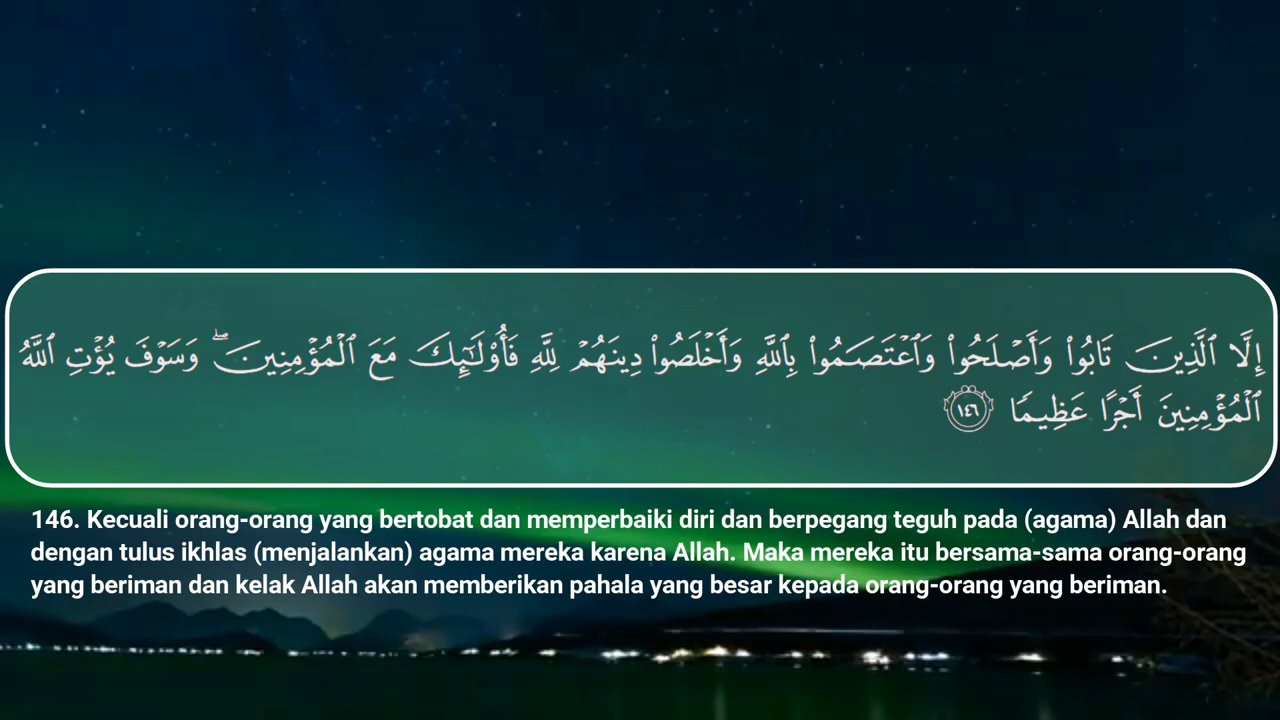 إِلَّا ٱلَّذِينَ تَابُوا۟ وَأَصْلَحُوا۟ وَٱعْتَصَمُوا۟ بِٱللَّهِ وَأَخْلَصُوا۟ دِينَهُمْ لِلَّهِ فَأُو۟لَـٰٓئِكَ مَعَ ٱلْمُؤْمِنِينَ ۖ وَسَوْفَ يُؤْتِ ٱللَّهُ
ٱلْمُؤْمِنِينَ أَجْرًا عَظِيمًا ١٤٦
146. Kecuali orang-orang yang bertobat dan memperbaiki diri dan berpegang teguh pada (agama) Allah dan
dengan tulus ikhlas (menjalankan) agama mereka karena Allah. Maka mereka itu bersama-sama orang-orang
yang beriman dan kelak Allah akan memberikan pahala yang besar kepada orang-orang yang beriman.